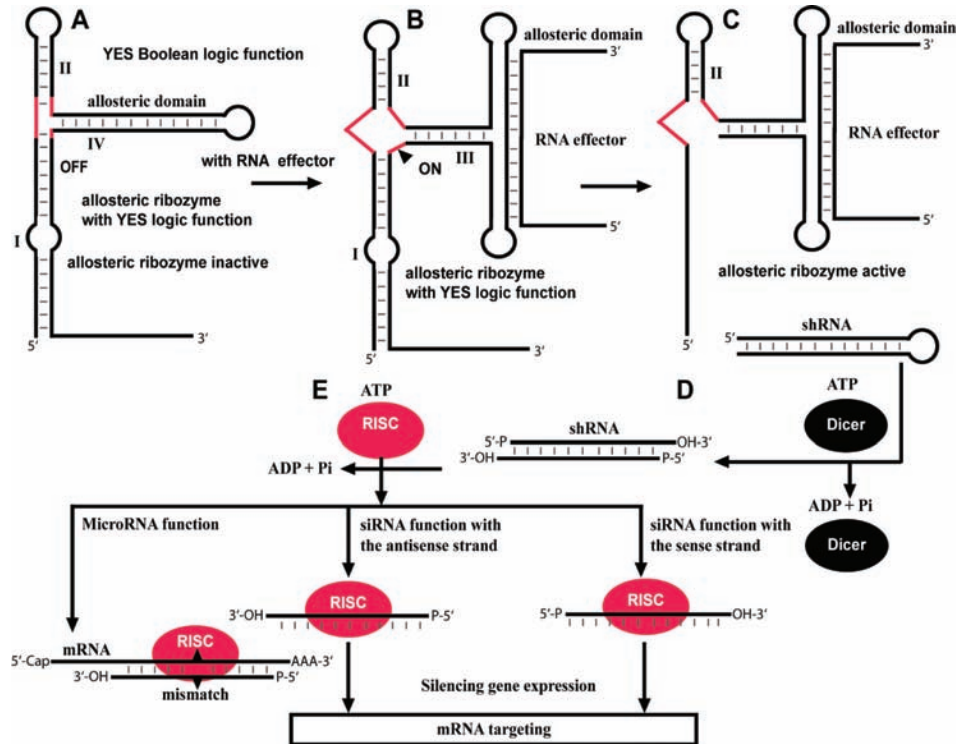 A
YES Boolean logic function
II
allosteric domain
IV
OFF
allosteric ribozyme
with YES logic function
I
allosteric ribozyme inactive
5′
3′
with RNA effector
B
allosteric domain
3′
II
RNA effector
III
ON
5′
I
allosteric ribozyme
with YES logic function
5′
3′
C
allosteric domain
3′
II
RNA effector
5′
allosteric ribozyme active
5′
shRNA
5′
D
ATP
Dicer
ADP + Pi
Dicer
shRNA
5′-P
OH-3′
3′-OH
P-5′
E
ATP
RISC
ADP + Pi
MicroRNA function
siRNA function with
the antisense strand
siRNA function with
the sense strand
RISC
3′-OH
P-5′
RISC
5′-P
OH-3′
mRNA
RISC
5′-Cap
AAA-3′
3′-OH
P-5′
mismatch
Silencing gene expression
mRNA targeting